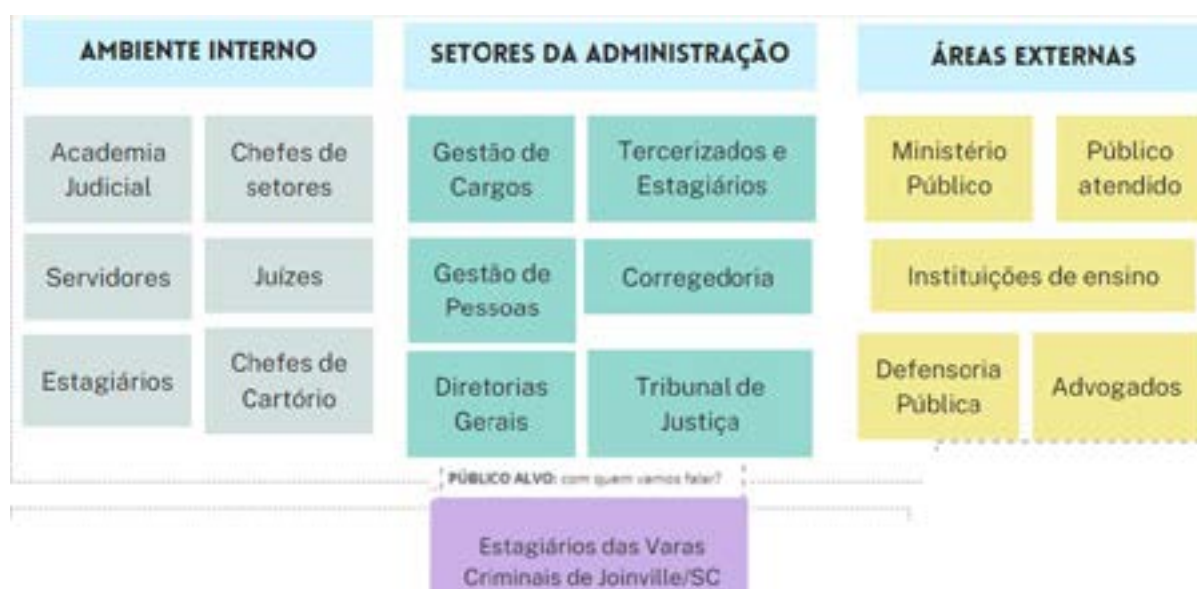 AMBIENTE INTERNO
Academia
Judicial
Chefes de
setores
Servidores
Juízes
Estagiários
Chefes de
Cartório
SETORES DA ADMINISTRAÇÃO
Gestão de
Cargos
Tercerizados e
Estagiários
Gestão de
Pessoas
Corregedoria
Diretorias
Gerais
Tribunal de
Justiça
ÁREAS EXTERNAS
Ministério
Público
Público
atendido
Instituições de ensino
Defensoria
Pública
Advogados
PÚBLICO ALVO: com quem vamos falar?
Estagiários das Varas
Criminais de Joinville/SC